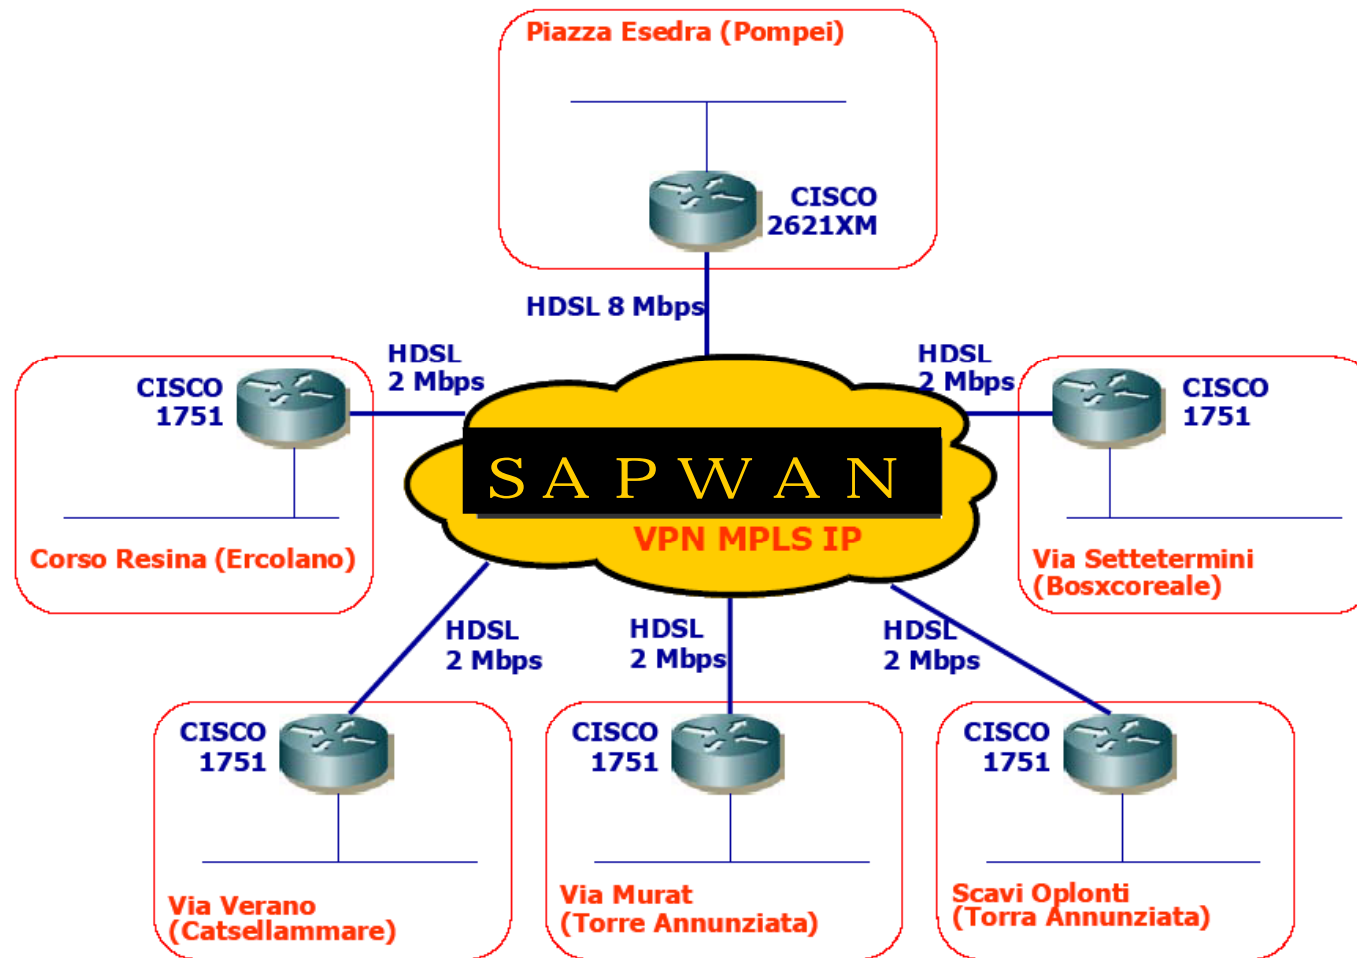 Piazza Esedra (Pompei)
CISCO
2621XM
HDSL 8 Mbps
HDSL
2 Mbps
HDSL
2 Mbps
CISCO
1751
CISCO
1751
SAPWAN
VPN MPLS IP
Corso Resina (Ercolano)
Via Settetermini
(Bosxcoreale)
HDSL
2 Mbps
HDSL
2 Mbps
HDSL
2 Mbps
CISCO
1751
CISCO
1751
CISCO
1751
Via Verano
(Catsellammare)
Via Murat
(Torre Annunziata)
Scavi Oplonti
(Torra Annunziata)